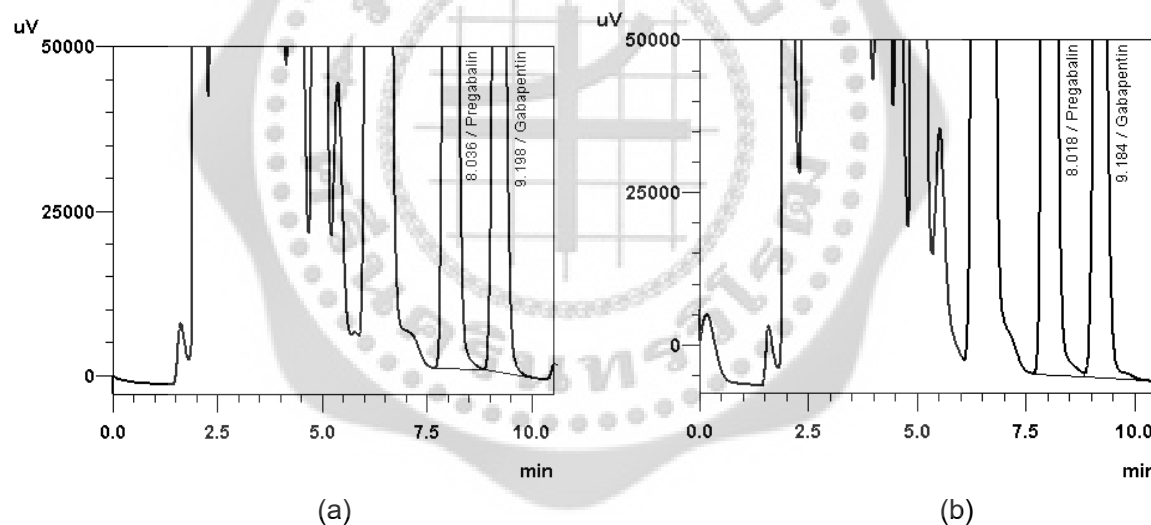 uV
50000
25000
0
8.036 / Pregabalin
9.198 / Gabapentin
0.0 2.5 5.0 7.5 10.0
min
(a)
uV
50000
25000
0
8.018 / Pregabalin
9.184 / Gabapentin
0.0 2.5 5.0 7.5 10.0
min
(b)